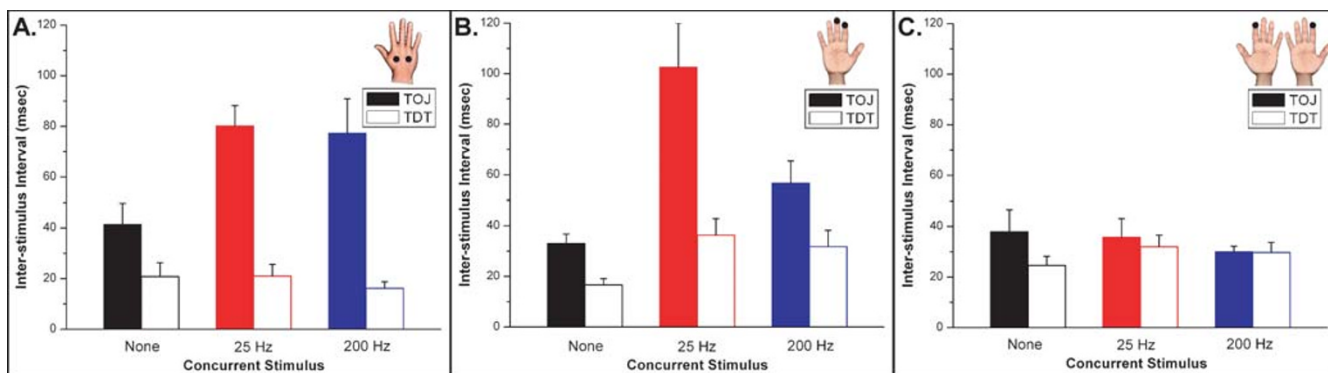 A.
Inter-stimulus Interval (msec)
120
100
80
60
40
20
0
TOJ
TDT
None 25 Hz 200 Hz
Concurrent Stimulus
B.
Inter-stimulus Interval (msec)
120
100
80
60
40
20
0
TOJ
TDT
None 25 Hz 200 Hz
Concurrent Stimulus
C.
Inter-stimulus Interval (msec)
120
100
80
60
40
20
0
TOJ
TDT
None 25 Hz 200 Hz
Concurrent Stimulus